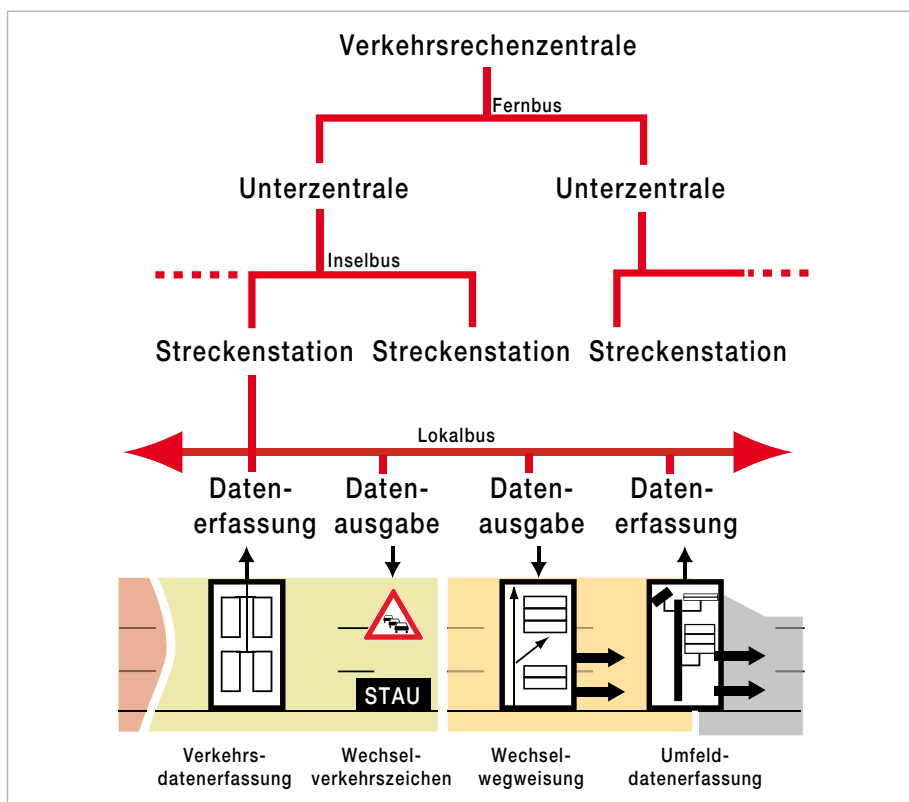 Verkehrsrechenzentrale
Fernbus
Unterzentrale
Unterzentrale
Inselbus
Streckenstation
Streckenstation
Streckenstation
Lokalbus
Daten-
erfassung
Daten-
ausgabe
Daten-
ausgabe
Daten-
erfassung
STAU
Verkehrs-
datenerfassung
Wechsel-
verkehrszeichen
Wechsel-
wegweisung
Umfeld-
datenerfassung